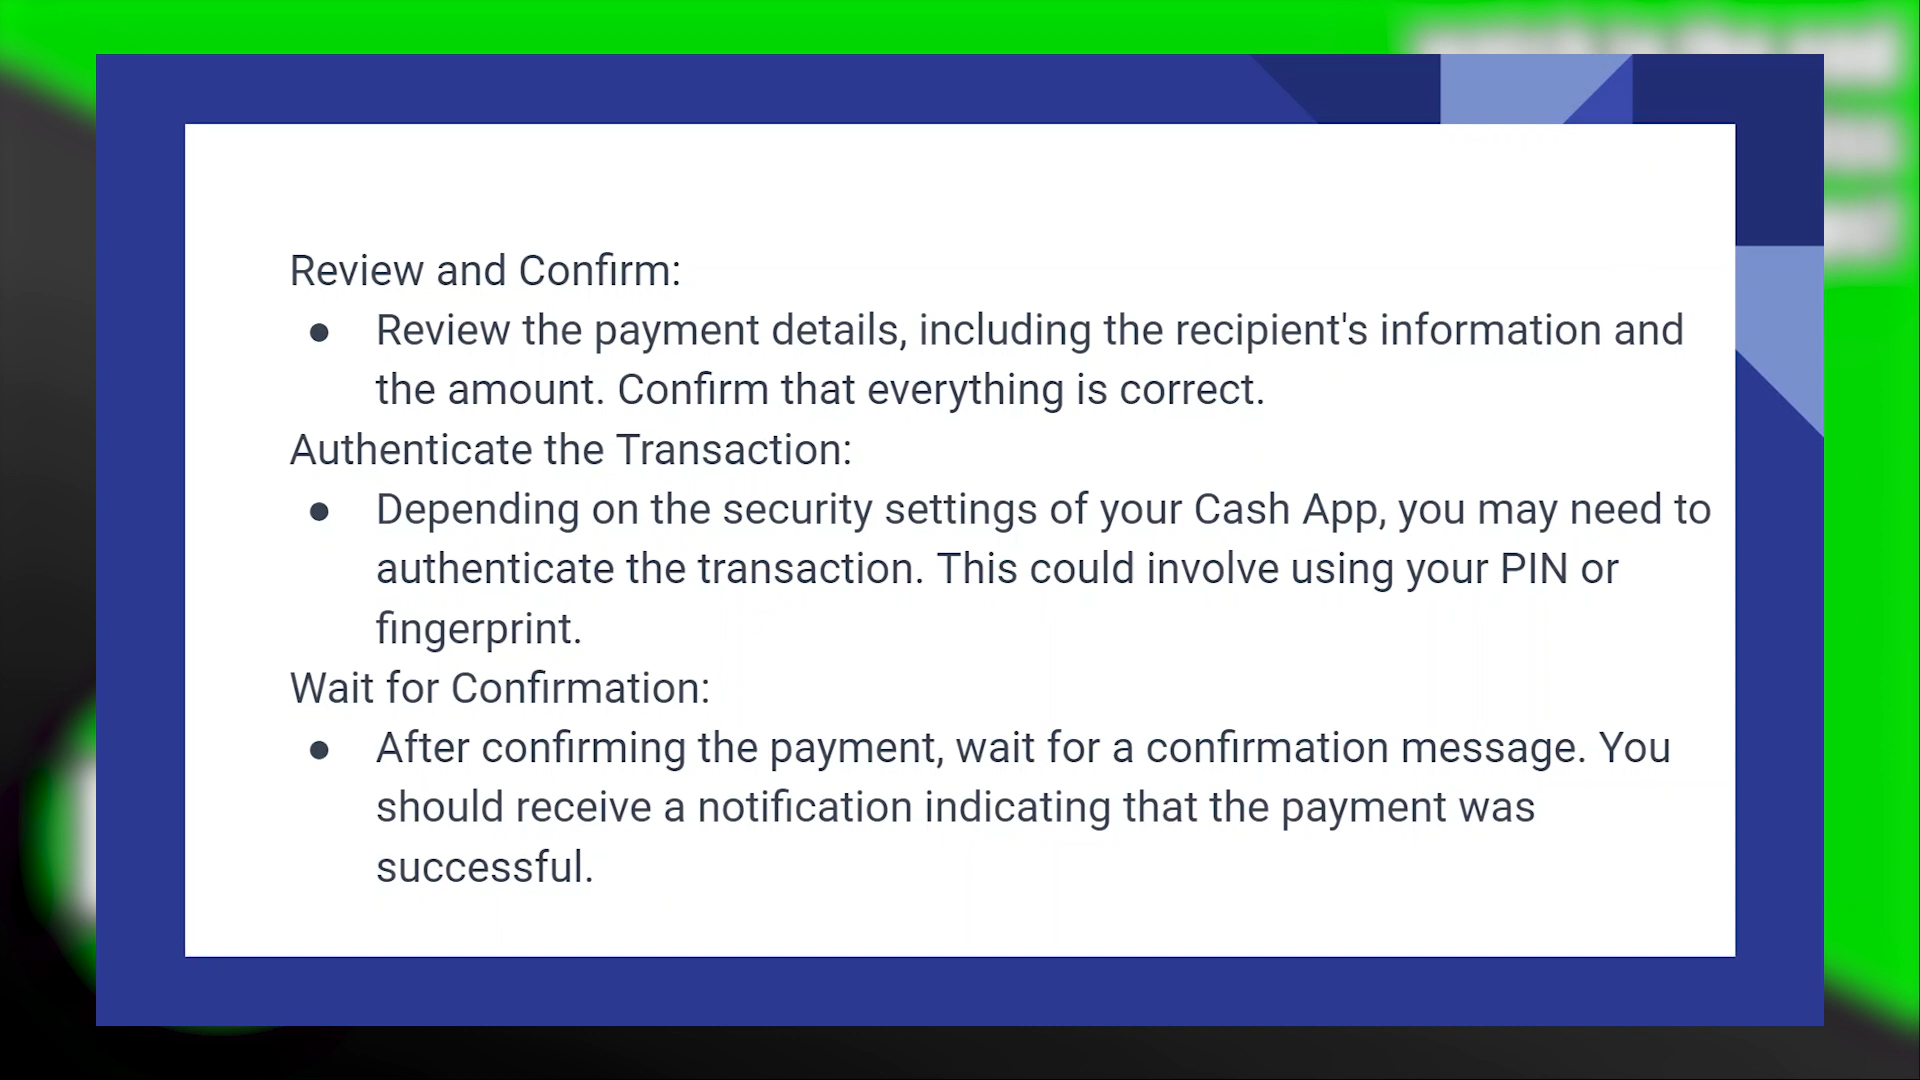 Review and Confirm:
● Review the payment details, including the recipient's information and
the amount. Confirm that everything is correct.
Authenticate the Transaction:
● Depending on the security settings of your Cash App, you may need to
authenticate the transaction. This could involve using your PIN or
fingerprint.
Wait for Confirmation:
● After confirming the payment, wait for a confirmation message. You
should receive a notification indicating that the payment was
successful.